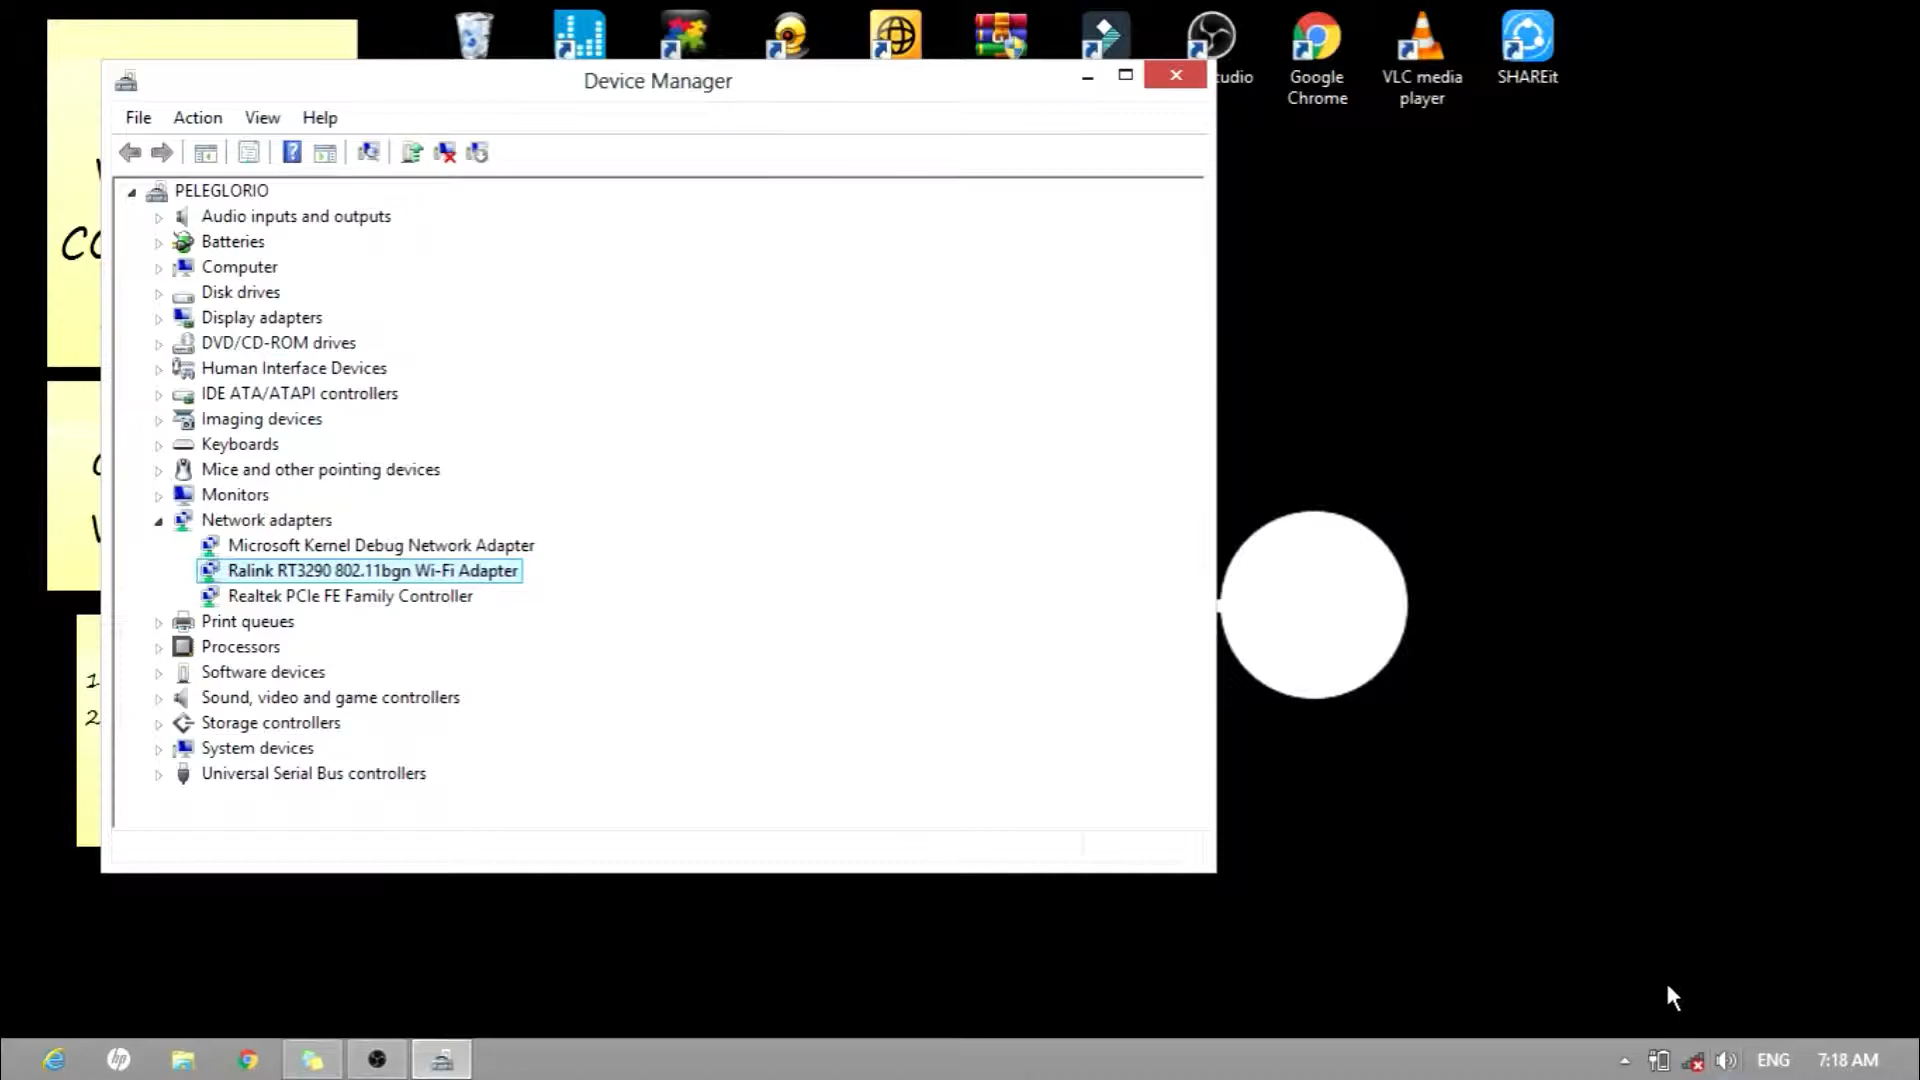 udio
Google
Chrome
VLC media
player
SHAREit
Device Manager
File Action View Help
PELEGLORIO
Audio inputs and outputs
Batteries
Computer
Disk drives
Display adapters
DVD/CD-ROM drives
Human Interface Devices
IDE ATA/ATAPI controllers
Imaging devices
Keyboards
Mice and other pointing devices
Monitors
Network adapters
Microsoft Kernel Debug Network Adapter
Ralink RT3290 802.11bgn Wi-Fi Adapter
Realtek PCIe FE Family Controller
Print queues
Processors
Software devices
Sound, video and game controllers
Storage controllers
System devices
Universal Serial Bus controllers
1
2
ENG 7:18 AM